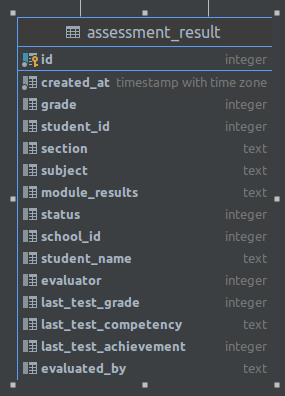 assessment_result
id integer
created_at timestamp with time zone
grade integer
student_id integer
section text
subject text
module_results text
status integer
school_id integer
student_name text
evaluator integer
last_test_grade integer
last_test_competency text
last_test_achievement integer
evaluated_by text